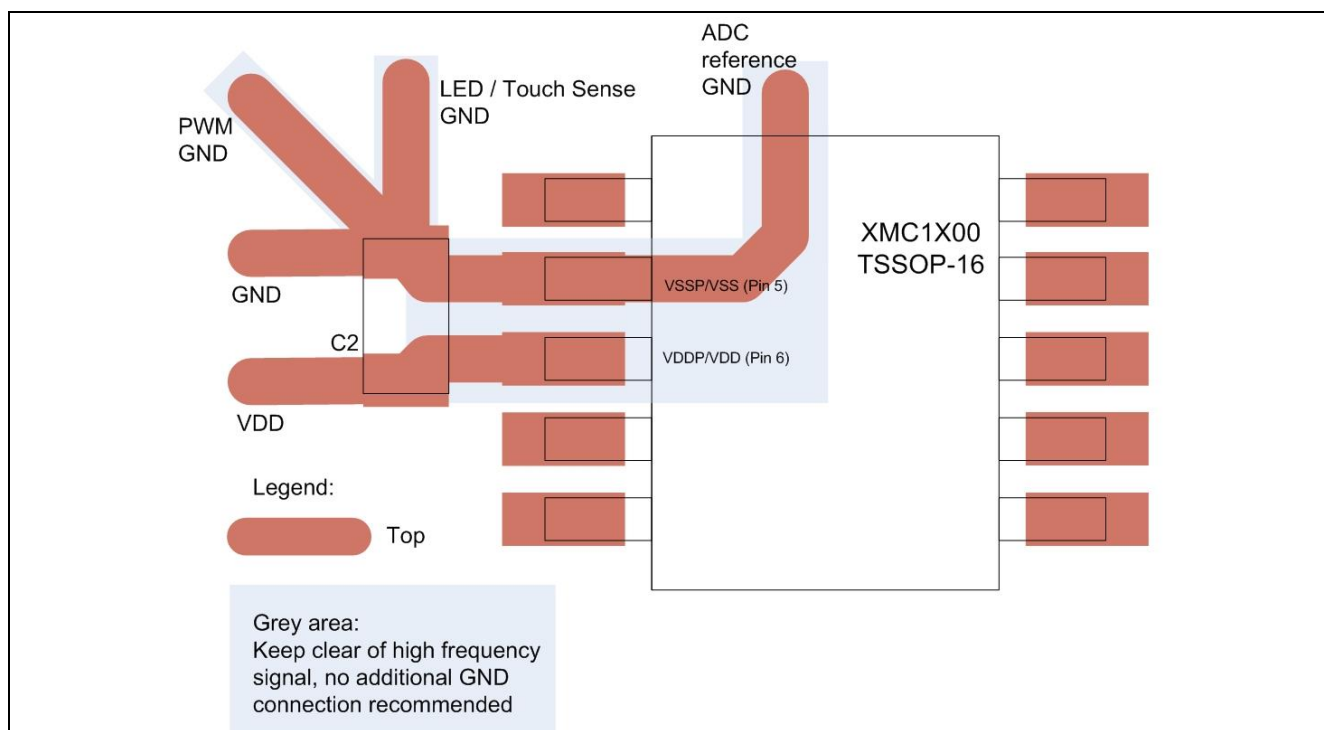 ADC
reference
GND
LED / Touch Sense
GND
PWM
GND
XMC1X00
TSSOP-16
GND
VSSP/VSS (Pin 5)
C2
VDDP/VDD (Pin 6)
VDD
Legend:
Top
Grey area:
Keep clear of high frequency
signal, no additional GND
connection recommended